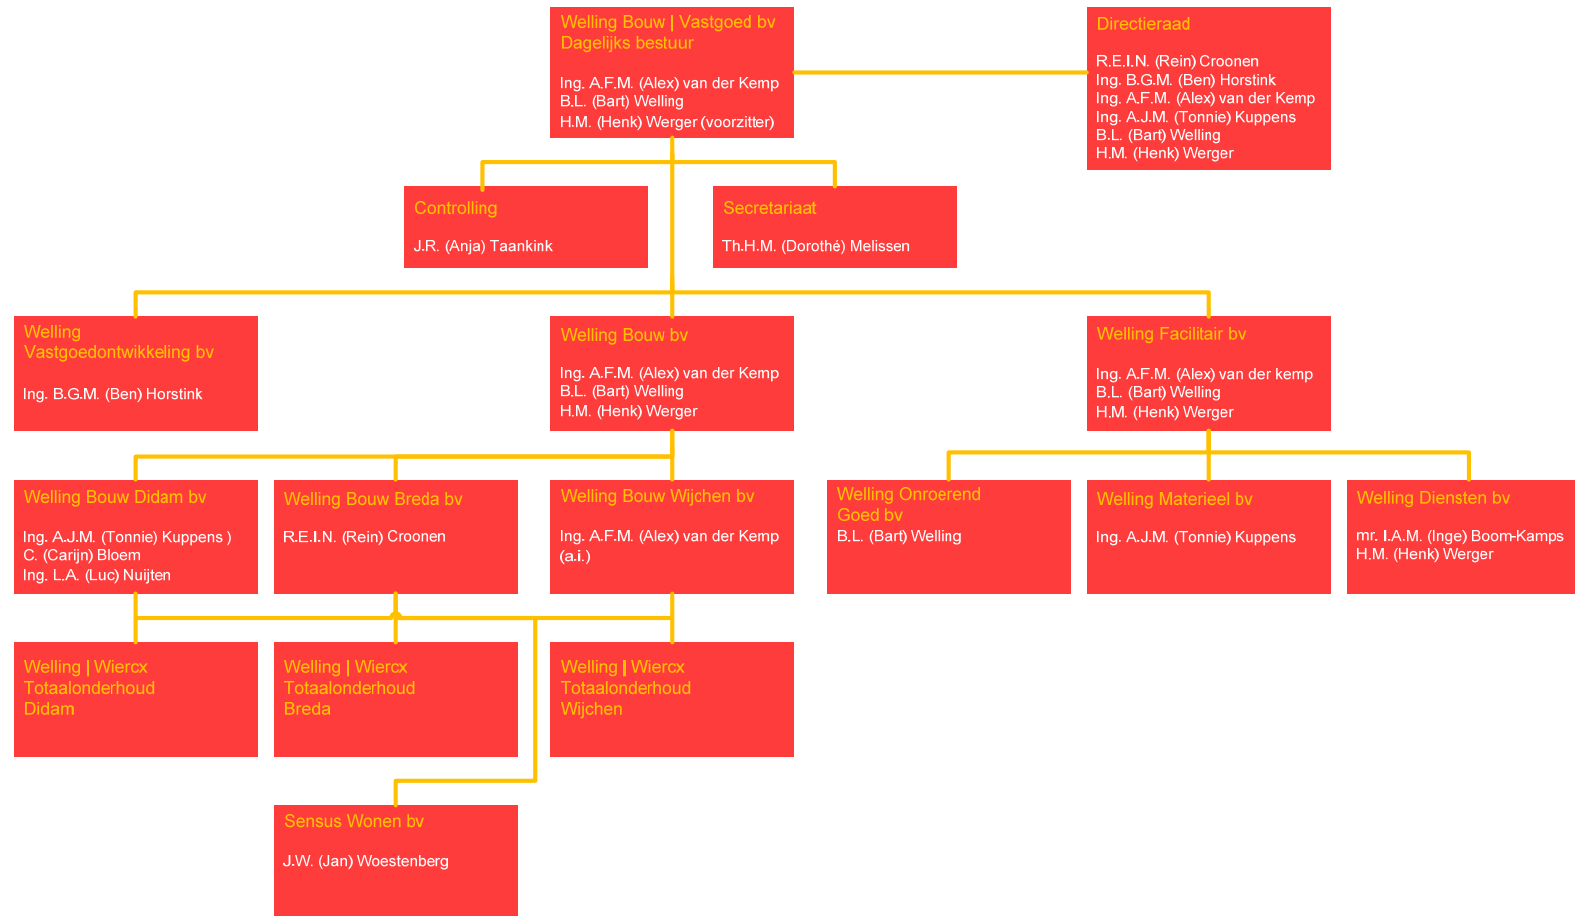 Welling Bouw | Vastgoed bv
Dagelijks bestuur
Ing. A.F.M. (Alex) van der Kemp
B.L. (Bart) Welling
H.M. (Henk) Werger (voorzitter)
Directieraad
R.E.I.N. (Rein) Croonen
Ing. B.G.M. (Ben) Horstink
Ing. A.F.M. (Alex) van der Kemp
Ing. A.J.M. (Tonnie) Kuppens
B.L. (Bart) Welling
H.M. (Henk) Werger
Controlling
J.R. (Anja) Taankink
Secretariaat
Th.H.M. (Dorothé) Melissen
Welling
Vastgoedontwikkeling bv
Ing. B.G.M. (Ben) Horstink
Welling Bouw bv
Ing. A.F.M. (Alex) van der Kemp
B.L. (Bart) Welling
H.M. (Henk) Werger
Welling Facilitair bv
Ing. A.F.M. (Alex) van der kemp
B.L. (Bart) Welling
H.M. (Henk) Werger
Welling Bouw Didam bv
Ing. A.J.M. (Tonnie) Kuppens )
C. (Carijn) Bloem
Ing. L.A. (Luc) Nuijten
Welling Bouw Breda bv
R.E.I.N. (Rein) Croonen
Welling Bouw Wijchen bv
Ing. A.F.M. (Alex) van der Kemp
(a.i.)
Welling Onroerend
Goed bv
B.L. (Bart) Welling
Welling Materieel bv
Ing. A.J.M. (Tonnie) Kuppens
Welling Diensten bv
mr. I.A.M. (Inge) Boom-Kamps
H.M. (Henk) Werger
Welling | Wiercx
Totaalonderhoud
Didam
Welling | Wiercx
Totaalonderhoud
Breda
Welling | Wiercx
Totaalonderhoud
Wijchen
Sensus Wonen bv
J.W. (Jan) Woestenberg